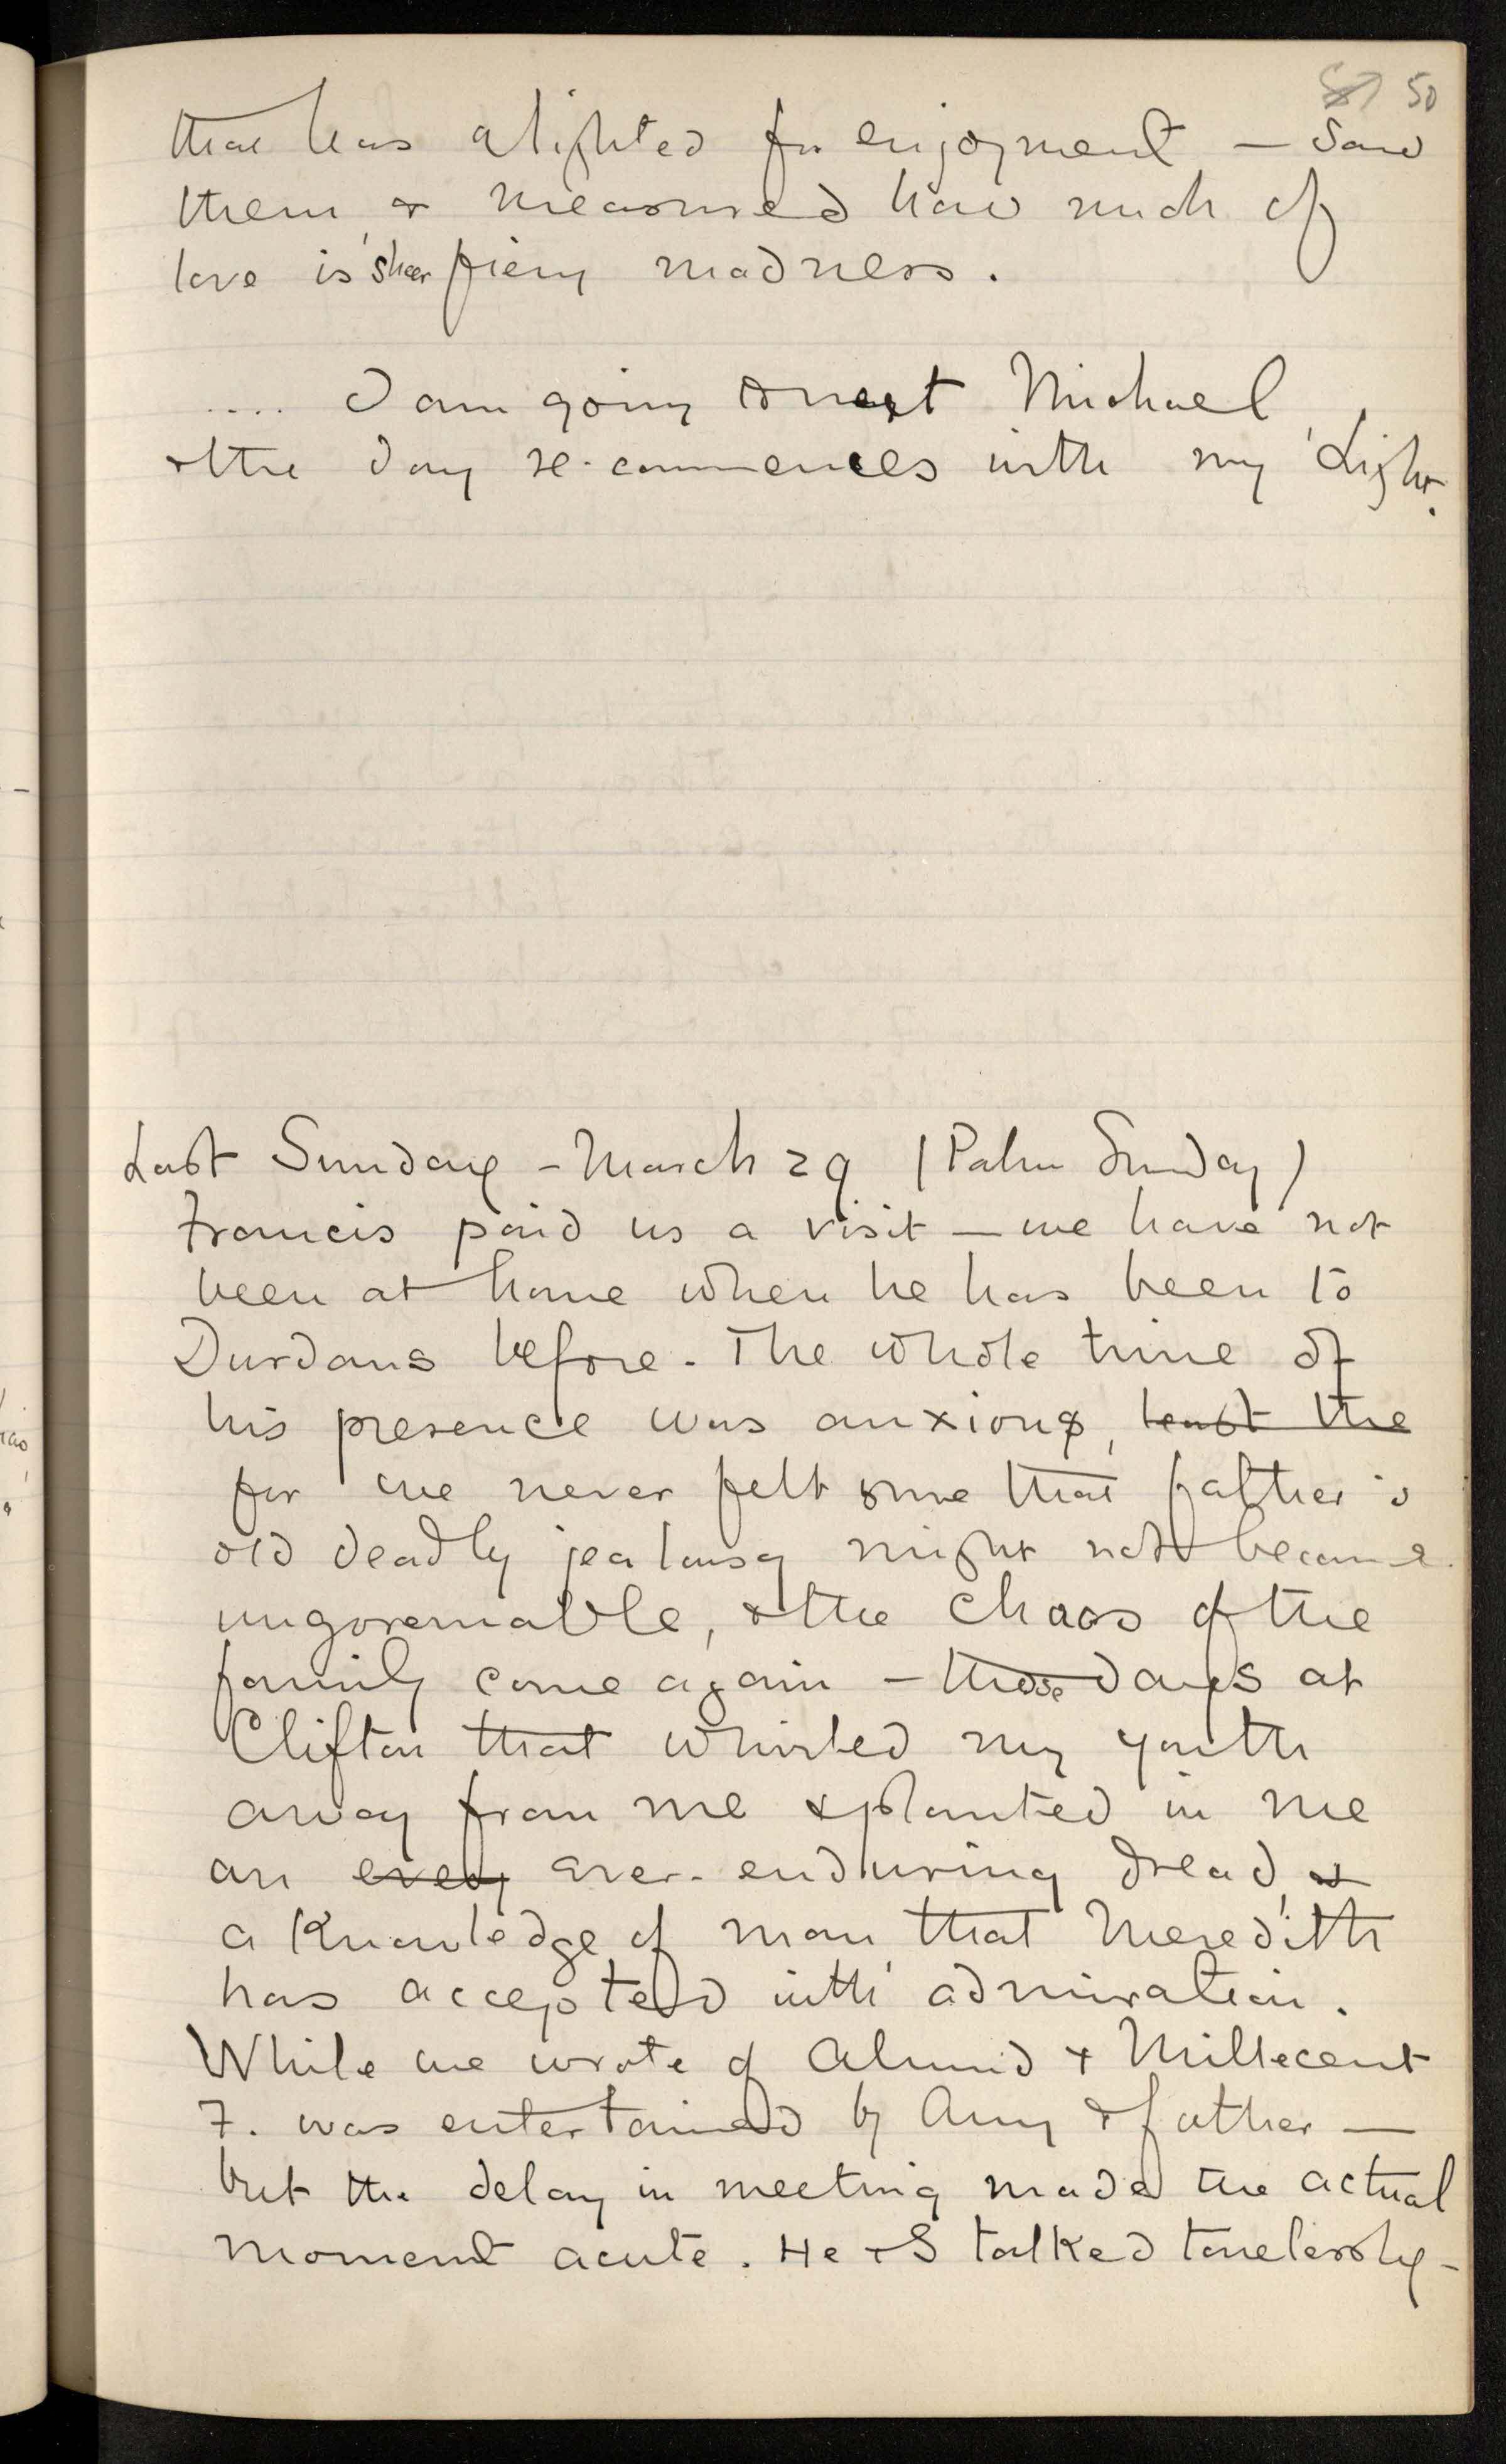 50
that has alighted for enjoyment — Saw
them, & measured how much of
love is sheer fiery madness.
.... I am going to meet Michael,
& the day re-commences with my Light.
Last Sunday - March 29 (Palm Sunday)
Francis paid us a visit — we have not
been at home when he has been to
Durdans before. The whole time of
his presence was anxious, least the
for we never felt sure that father's
old deadly jealousy might not become
ungovernable, & the chaos of the
family come again — those days at
Clifton that whirled my youth
away from me & planted in me
an every ever-enduring dread, &
a knowledge of man that Meredith
has accepted with admiration.
While we wrote of Almund & Millecent
F. was entertained by Amy & father —
but the delay in meeting made the actual
moment acute. He & I talked tonelessly —